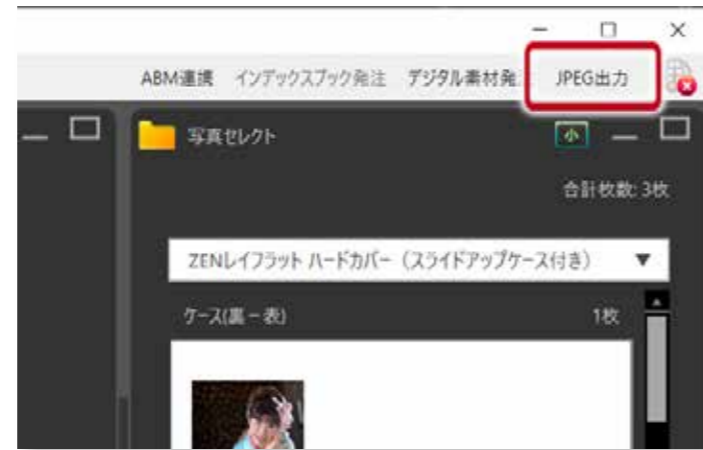 ABM連携 インデックスブック発注 デジタル素材発 JPEG出力
写真セレクト 小
合計枚数: 3枚
ZENレイフラット ハードカバー（スライドアップケース付き） ▼
ケース(裏－表) 1枚